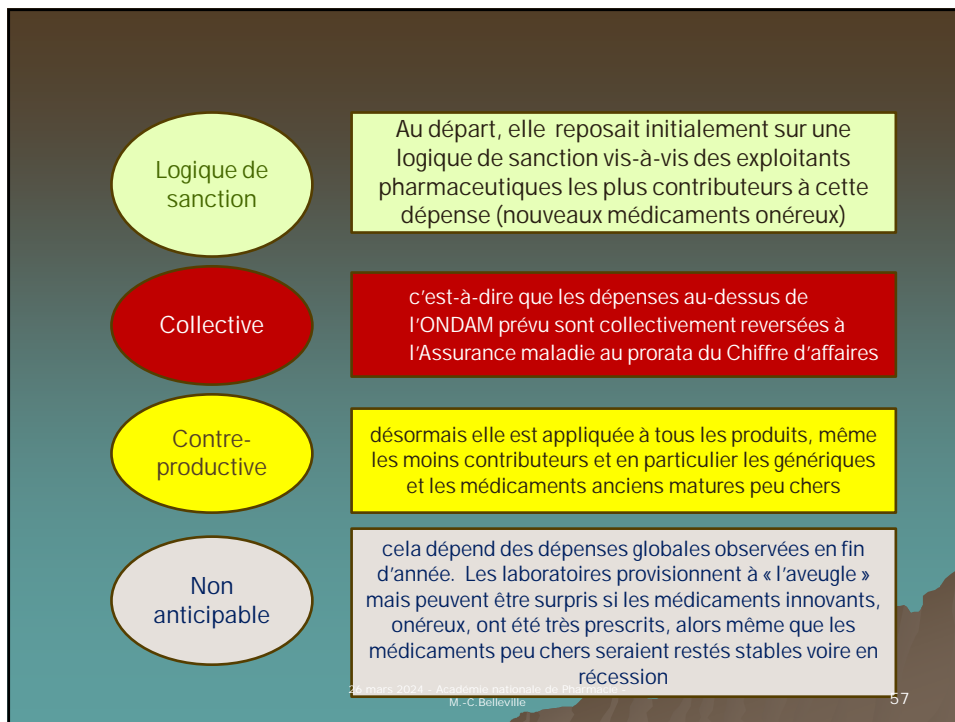 Logique de
sanction
Au départ, elle reposait initialement sur une
logique de sanction vis-à-vis des exploitants
pharmaceutiques les plus contributeurs à cette
dépense (nouveaux médicaments onéreux)
Collective
c'est-à-dire que les dépenses au-dessus de
l'ONDAM prévu sont collectivement reversées à
l'Assurance maladie au prorata du Chiffre d'affaires
Contre-
productive
désormais elle est appliquée à tous les produits, même
les moins contributeurs et en particulier les génériques
et les médicaments anciens matures peu chers
Non
anticipable
cela dépend des dépenses globales observées en fin
d'année. Les laboratoires provisionnent à « l'aveugle »
mais peuvent être surpris si les médicaments innovants,
onéreux, ont été très prescrits, alors même que les
médicaments peu chers seraient restés stables voire en
récession
26 mars 2024 - Académie nationale de Pharmacie -
M.-C.Belleville
57